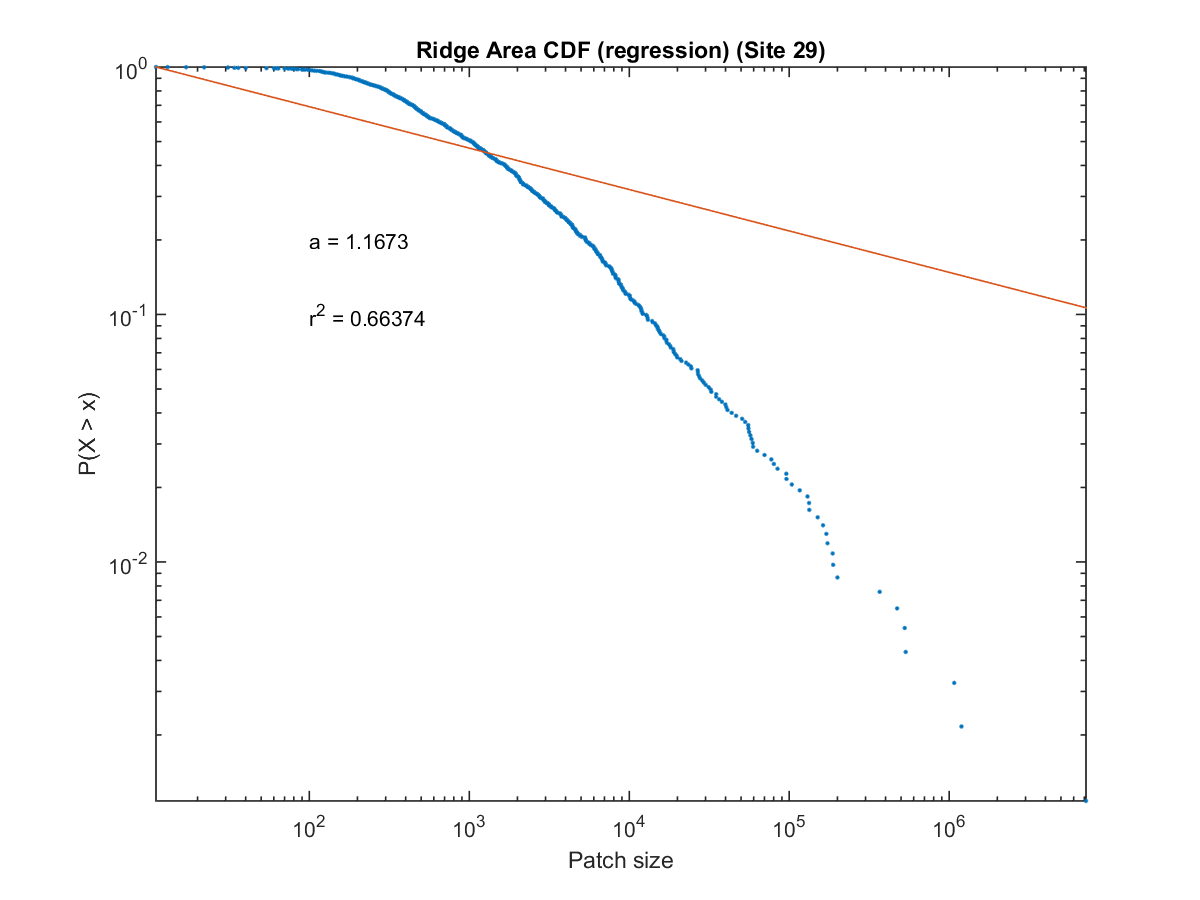 Ridge Area CDF (regression) (Site 29)
10^0
10^-1
10^-2
P(X > x)
a = 1.1673
r^2 = 0.66374
10^2 10^3 10^4 10^5 10^6
Patch size